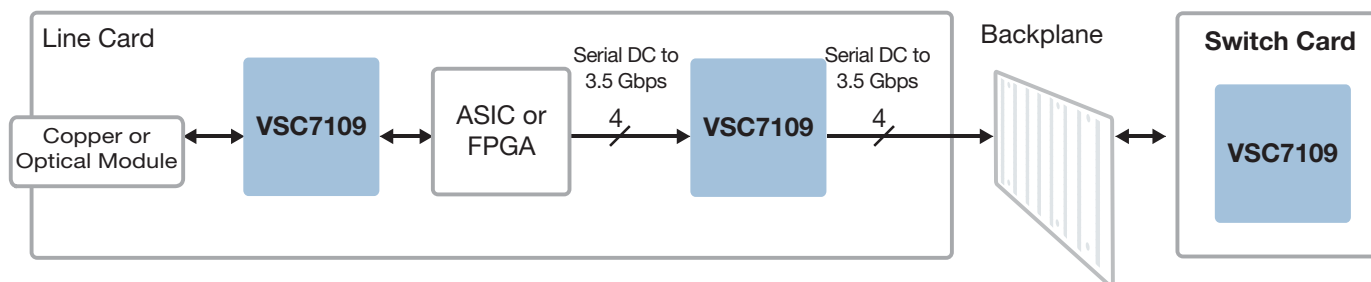 Line Card
Copper or
Optical Module
VSC7109
ASIC or
FPGA
Serial DC to
3.5 Gbps
4
VSC7109
Serial DC to
3.5 Gbps
4
Backplane
Switch Card
VSC7109